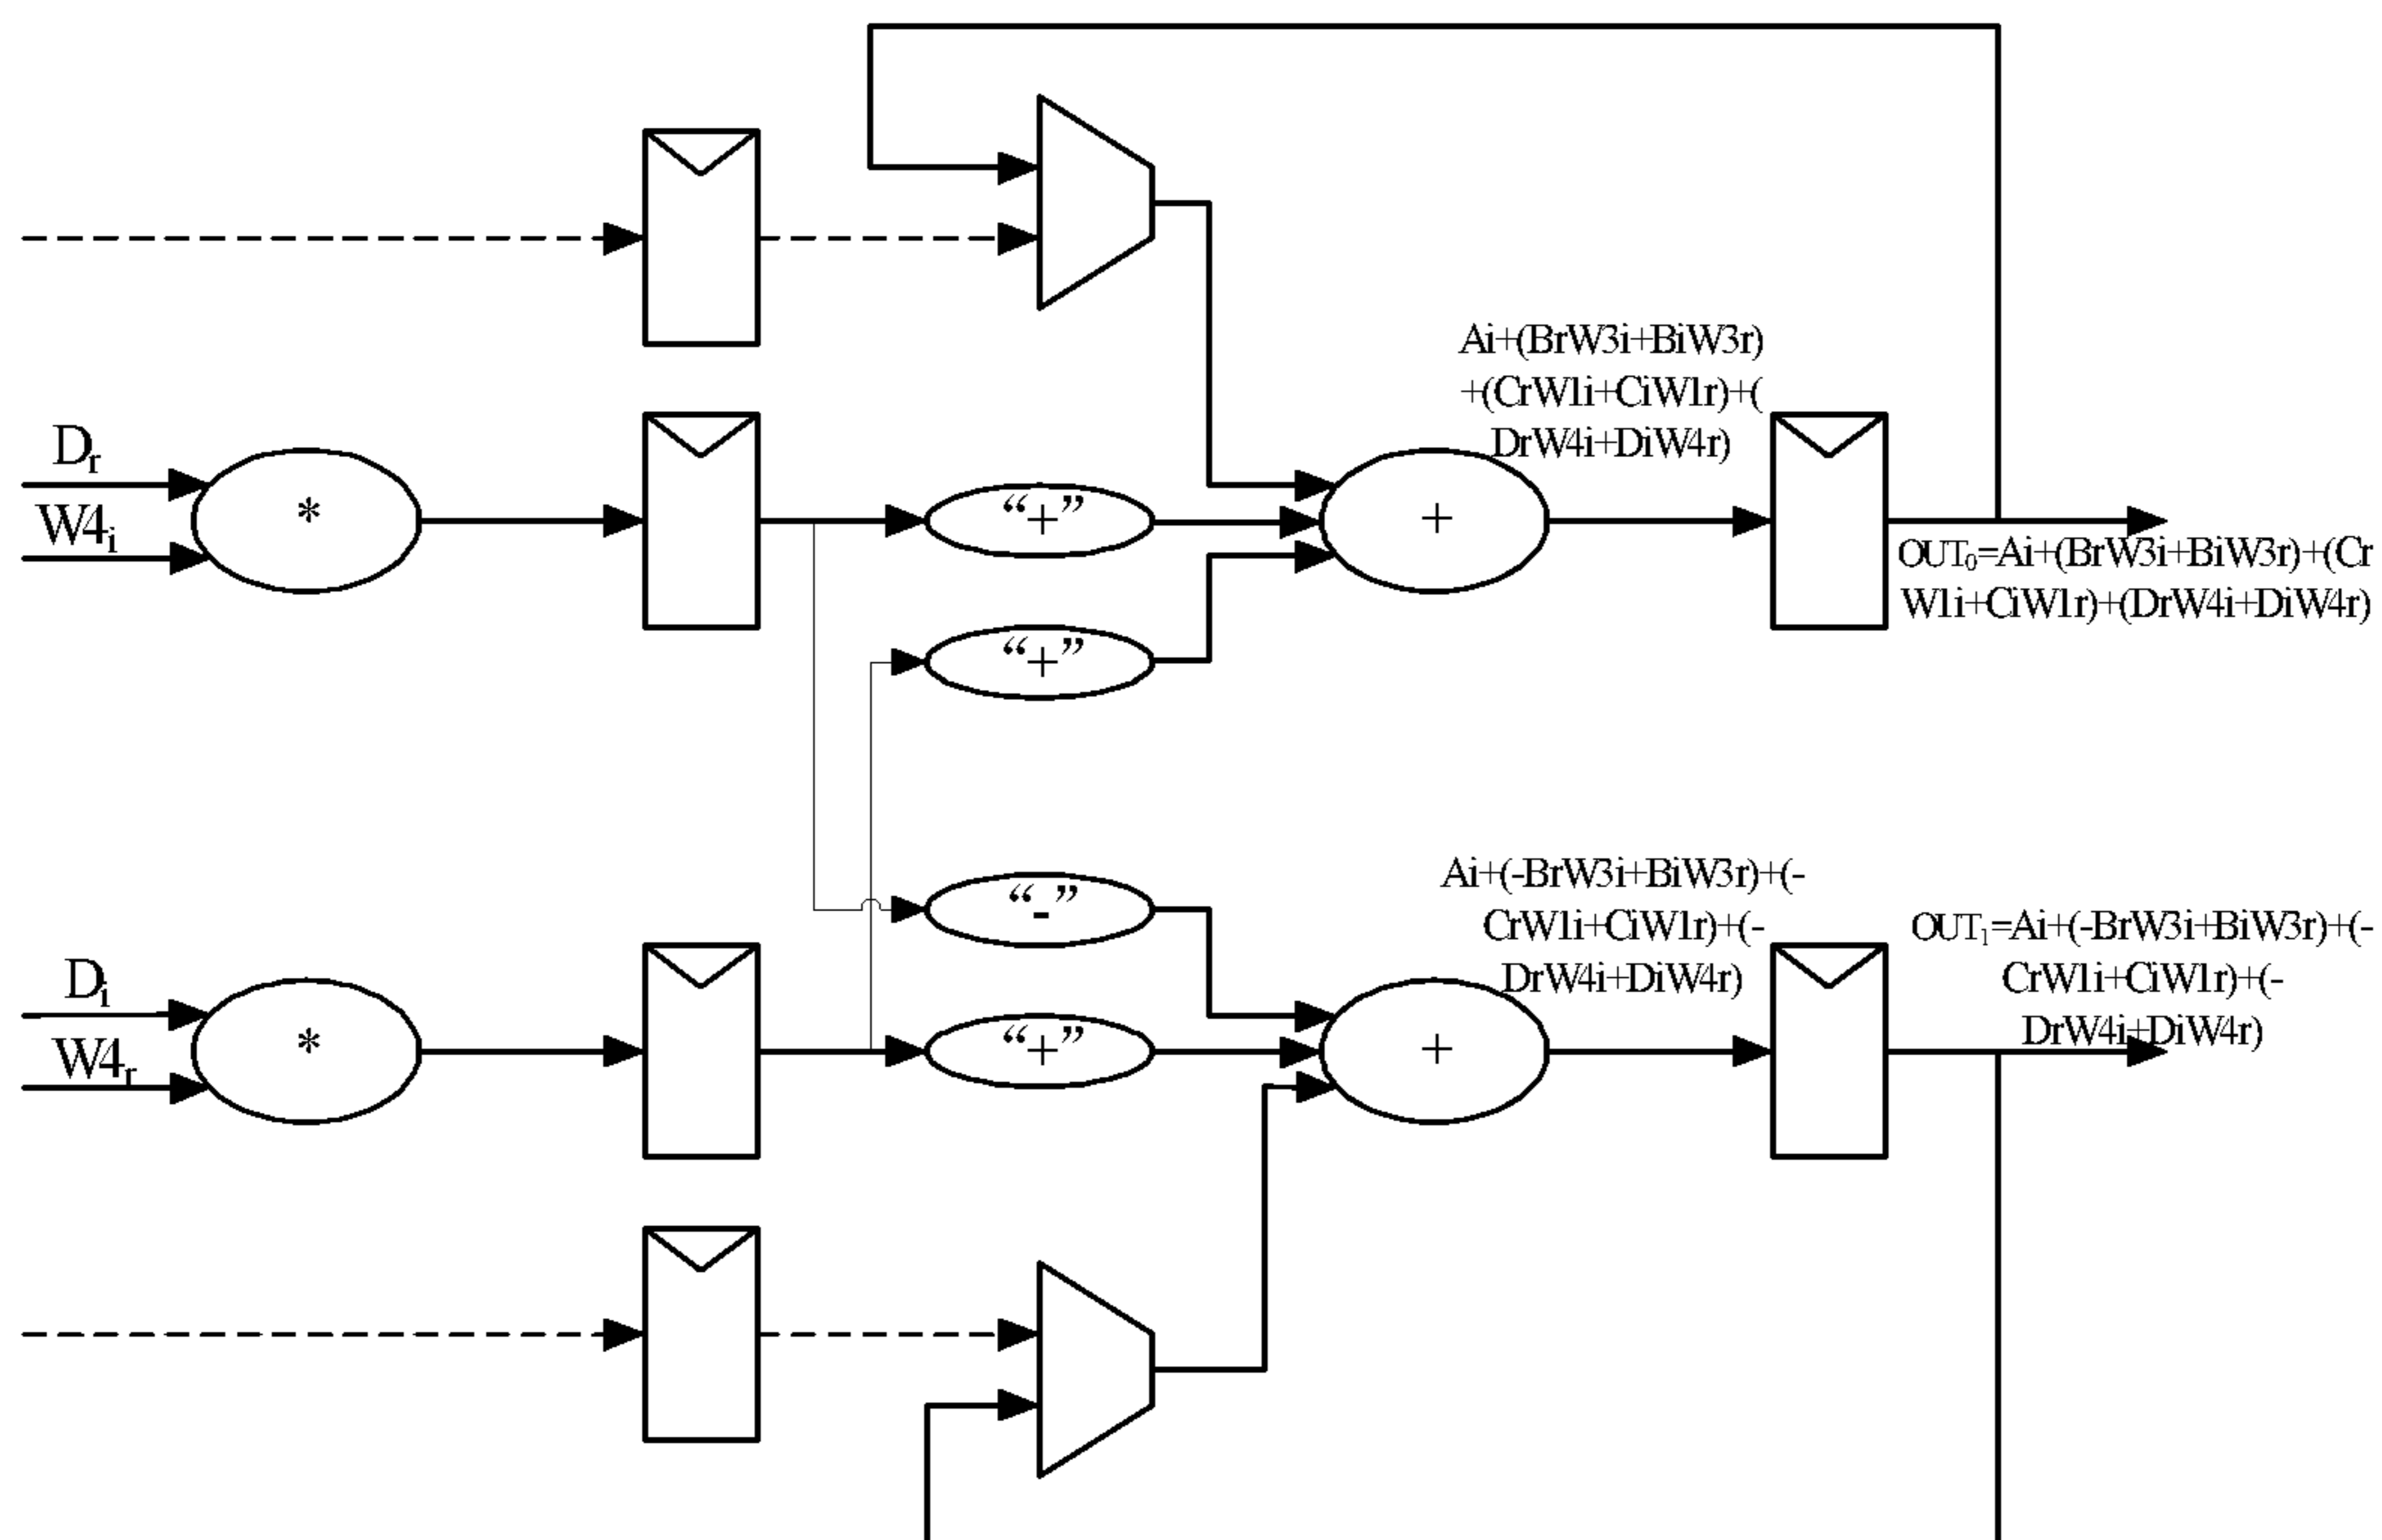 Ai+(BrW3i+BiW3r)
+(CrW1i+CiW1r)+(
DrW4i+DiW4r)
Dr
W4i
*
“+”
+
OUT0=Ai+(BrW3i+BiW3r)+(Cr
W1i+CiW1r)+(DrW4i+DiW4r)
“+”
Ai+(-BrW3i+BiW3r)+(-
CrW1i+CiW1r)+(-
DrW4i+DiW4r)
“-”
OUT1=Ai+(-BrW3i+BiW3r)+(-
CrW1i+CiW1r)+(-
DrW4i+DiW4r)
Di
W4r
*
“+”
+